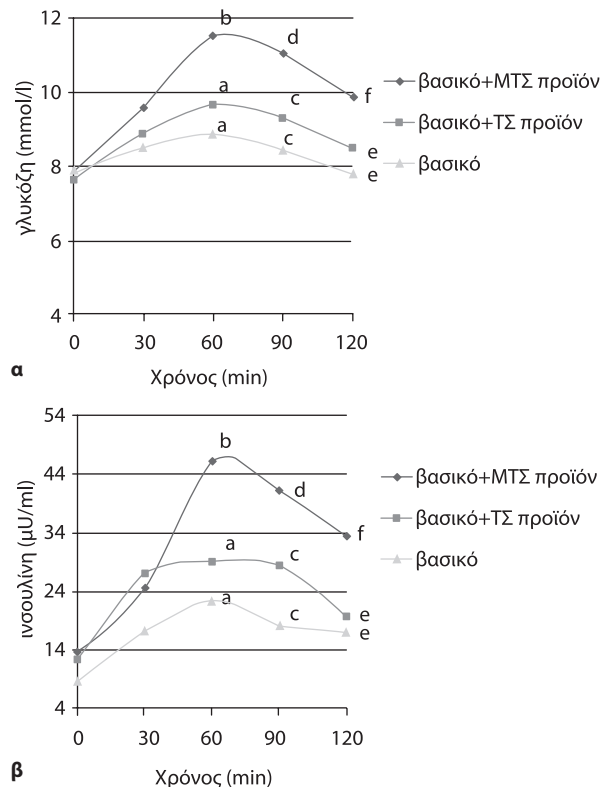 12
10
8
6
4
γλυκόζη (mmol/l)
b
d
f
a
c
e
a
c
e
βασικό+ΜΤΣ προϊόν
βασικό+ΤΣ προϊόν
βασικό
0 30 60 90 120
Χρόνος (min)
α
54
44
34
24
14
4
ινσουλίνη (μU/ml)
b
d
f
a
c
e
a
c
e
βασικό+ΜΤΣ προϊόν
βασικό+ΤΣ προϊόν
βασικό
0 30 60 90 120
Χρόνος (min)
β